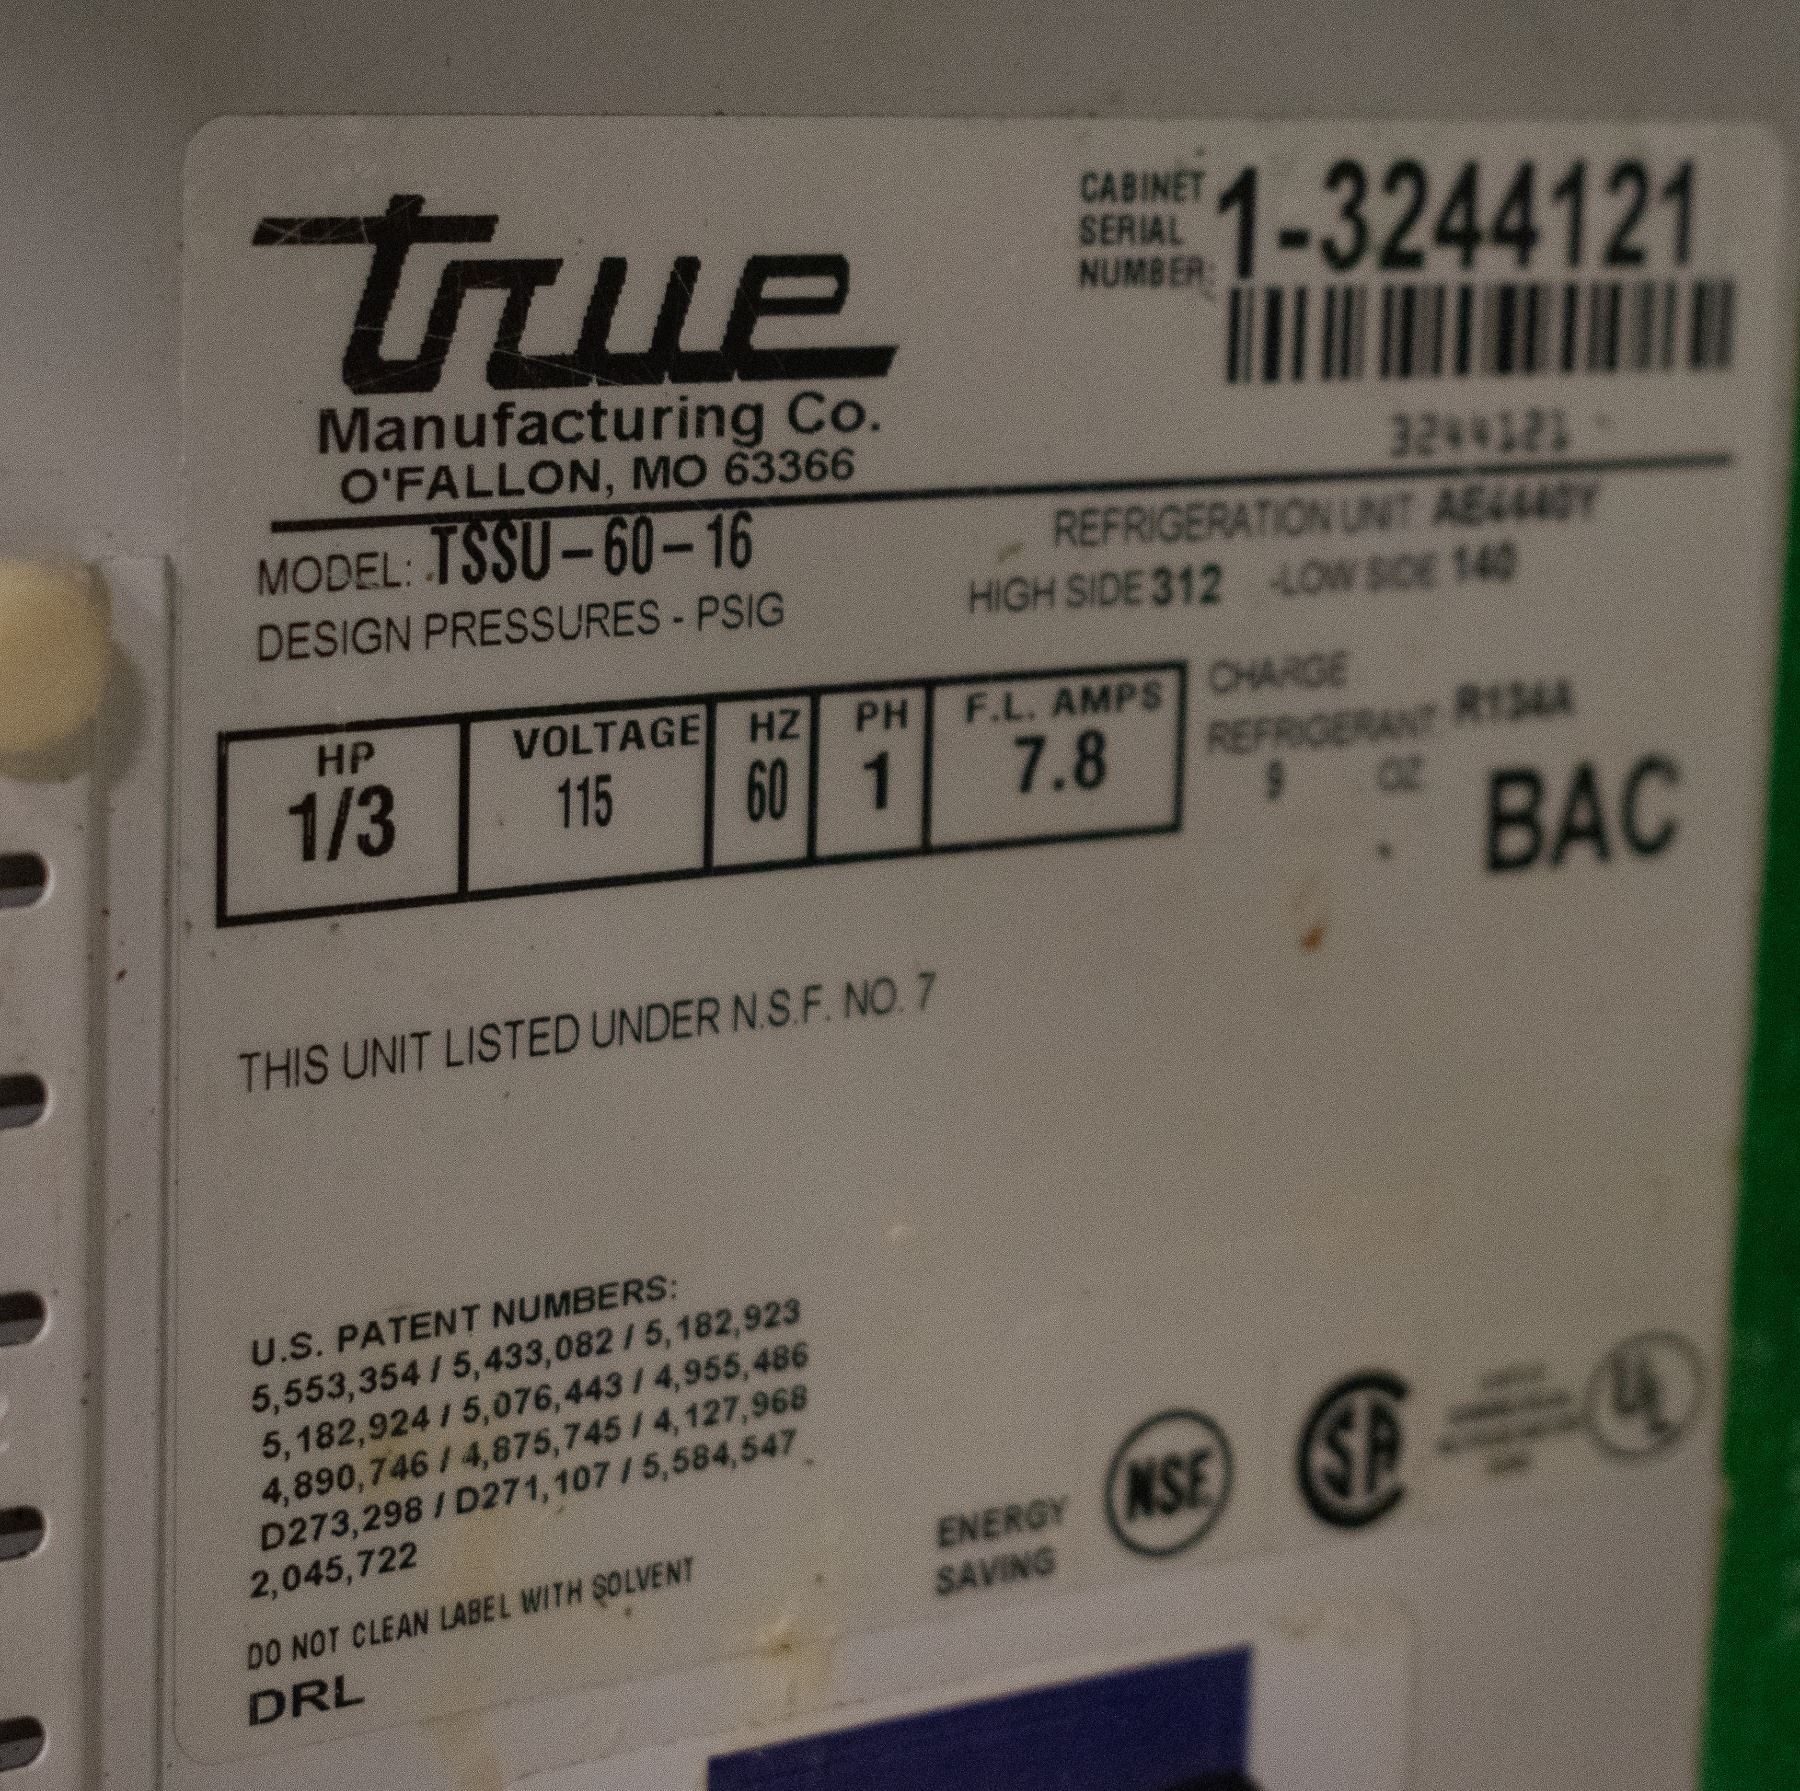 true
Manufacturing Co.
O'FALLON, MO 63366
CABINET
SERIAL
NUMBER:
1-3244121
3244121
MODEL: TSSU-60-16
REFRIGERATION UNIT AE4440Y
DESIGN PRESSURES - PSIG
HIGH SIDE 312 -LOW SIDE 140
HP VOLTAGE HZ PH F.L. AMPS
1/3 115 60 1 7.8
CHARGE
REFRIGERANT R134A
9 OZ
BAC
THIS UNIT LISTED UNDER N.S.F. NO. 7
U.S. PATENT NUMBERS:
5,553,354 / 5,433,082 / 5,182,923
5,182,924 / 5,076,443 / 4,955,486
4,890,746 / 4,875,745 / 4,127,968
D273,298 / D271,107 / 5,584,547
2,045,722
DO NOT CLEAN LABEL WITH SOLVENT
DRL
ENERGY
SAVING
NSF
SA
UL